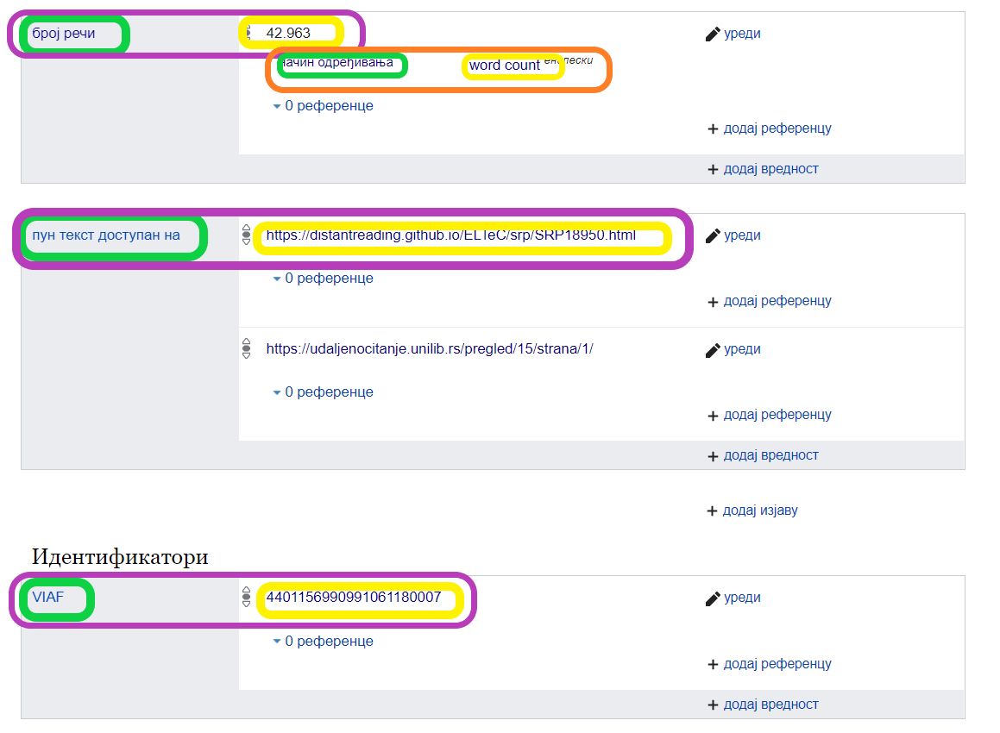 број речи 42.963 уреди
начин одређивања word count енглески
0 референце
+ додај референцу
+ додај вредност
пун текст доступан на https://distantreading.github.io/ELTeC/srp/SRP18950.html уреди
0 референце
+ додај референцу
https://udaljenocitanje.unilib.rs/pregled/15/strana/1/ уреди
0 референце
+ додај референцу
+ додај вредност
+ додај изјаву
Идентификатори
VIAF 4401156990991061180007 уреди
0 референце
+ додај референцу
+ додај вредност